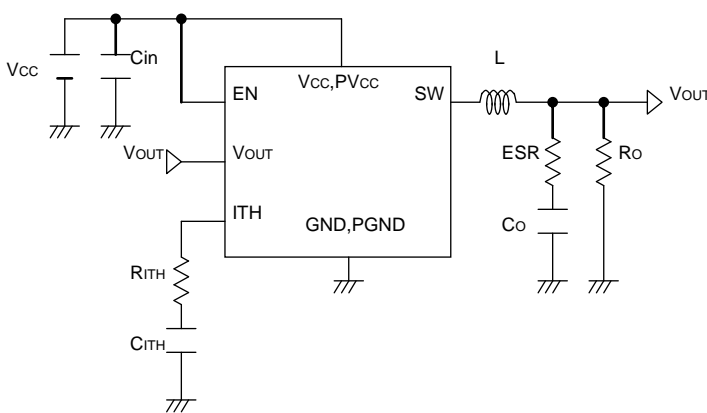 Vcc
Cin
Vcc,PVcc
EN
SW
L
VOUT
VOUT
VOUT
ESR
RO
ITH
GND,PGND
CO
RITH
CITH